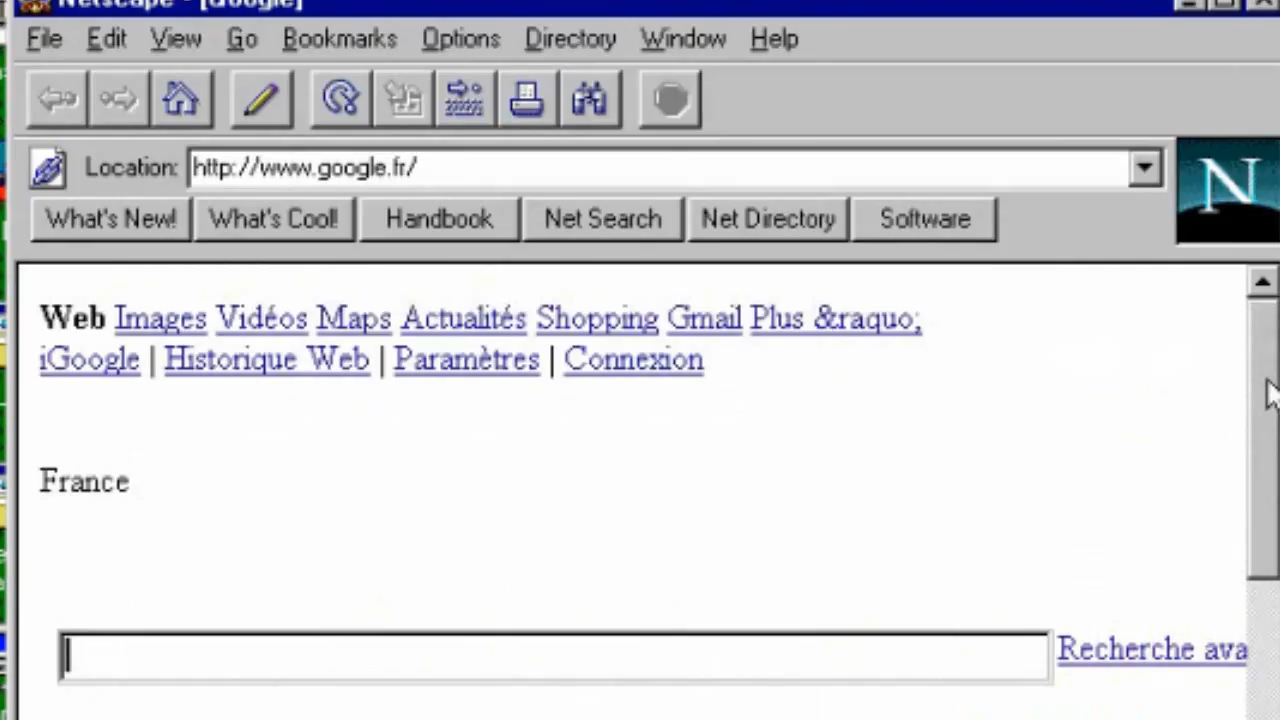 Netscape - [Google]
File Edit View Go Bookmarks Options Directory Window Help
Location: http://www.google.fr/
N
What's New! What's Cool! Handbook Net Search Net Directory Software
Web Images Vidéos Maps Actualités Shopping Gmail Plus &raquo;
iGoogle | Historique Web | Paramètres | Connexion
France
Recherche ava